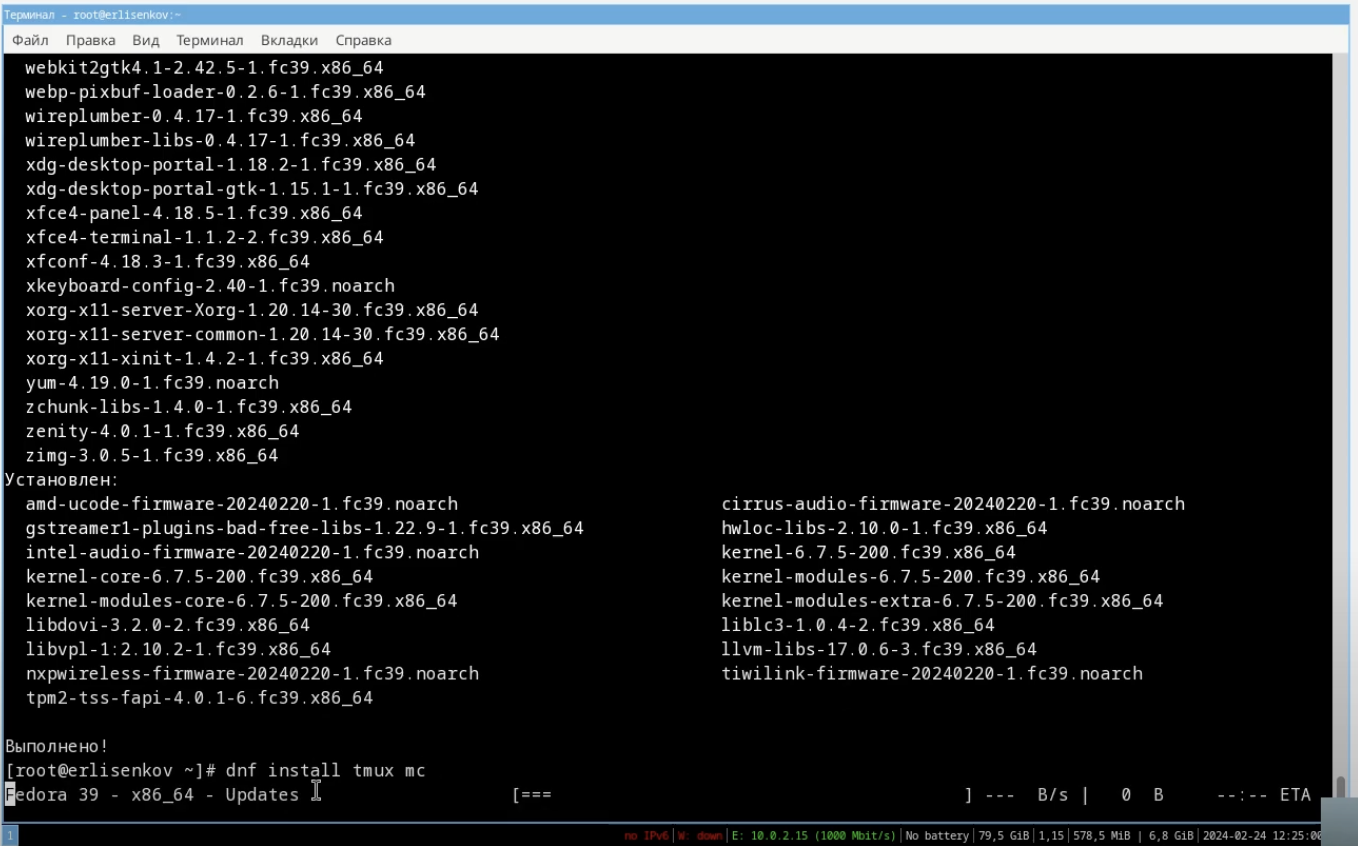 Терминал - root@erlisenkov:~
Файл Правка Вид Терминал Вкладки Справка
webkit2gtk4.1-2.42.5-1.fc39.x86_64
webp-pixbuf-loader-0.2.6-1.fc39.x86_64
wireplumber-0.4.17-1.fc39.x86_64
wireplumber-libs-0.4.17-1.fc39.x86_64
xdg-desktop-portal-1.18.2-1.fc39.x86_64
xdg-desktop-portal-gtk-1.15.1-1.fc39.x86_64
xfce4-panel-4.18.5-1.fc39.x86_64
xfce4-terminal-1.1.2-2.fc39.x86_64
xfconf-4.18.3-1.fc39.x86_64
xkeyboard-config-2.40-1.fc39.noarch
xorg-x11-server-Xorg-1.20.14-30.fc39.x86_64
xorg-x11-server-common-1.20.14-30.fc39.x86_64
xorg-x11-xinit-1.4.2-1.fc39.x86_64
yum-4.19.0-1.fc39.noarch
zchunk-libs-1.4.0-1.fc39.x86_64
zenity-4.0.1-1.fc39.x86_64
zimg-3.0.5-1.fc39.x86_64
Установлен:
amd-ucode-firmware-20240220-1.fc39.noarch cirrus-audio-firmware-20240220-1.fc39.noarch
gstreamer1-plugins-bad-free-libs-1.22.9-1.fc39.x86_64 hwloc-libs-2.10.0-1.fc39.x86_64
intel-audio-firmware-20240220-1.fc39.noarch kernel-6.7.5-200.fc39.x86_64
kernel-core-6.7.5-200.fc39.x86_64 kernel-modules-6.7.5-200.fc39.x86_64
kernel-modules-core-6.7.5-200.fc39.x86_64 kernel-modules-extra-6.7.5-200.fc39.x86_64
libdovi-3.2.0-2.fc39.x86_64 liblc3-1.0.4-2.fc39.x86_64
libvpl-1:2.10.2-1.fc39.x86_64 llvm-libs-17.0.6-3.fc39.x86_64
nxpwireless-firmware-20240220-1.fc39.noarch tiwilink-firmware-20240220-1.fc39.noarch
tpm2-tss-fapi-4.0.1-6.fc39.x86_64
Выполнено!
[root@erlisenkov ~]# dnf install tmux mc
Fedora 39 - x86_64 - Updates [=== ] --- B/s | 0 B --:-- ETA
1 no IPv6|W: down|E: 10.0.2.15 (1000 Mbit/s)|No battery|79,5 GiB|1,15|578,5 MiB | 6,8 GiB|2024-02-24 12:25:00